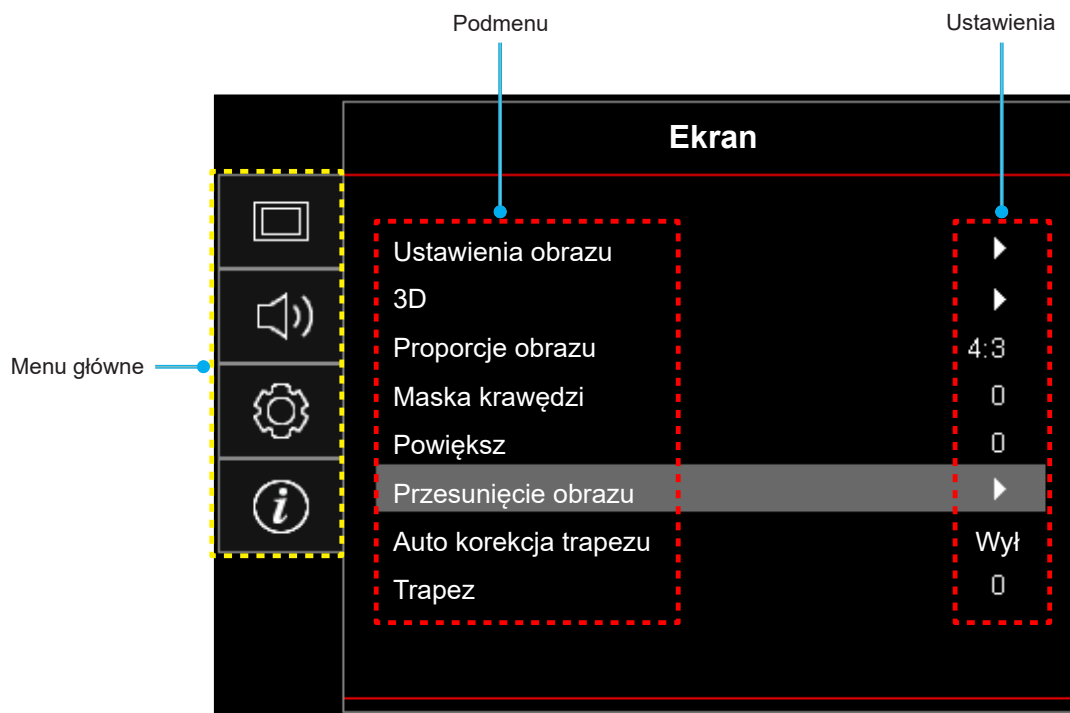 Podmenu
Ustawienia
Ekran
Menu główne
Ustawienia obrazu
3D
Proporcje obrazu 4:3
Maska krawędzi 0
Powiększ 0
Przesunięcie obrazu
Auto korekcja trapezu Wył
Trapez 0